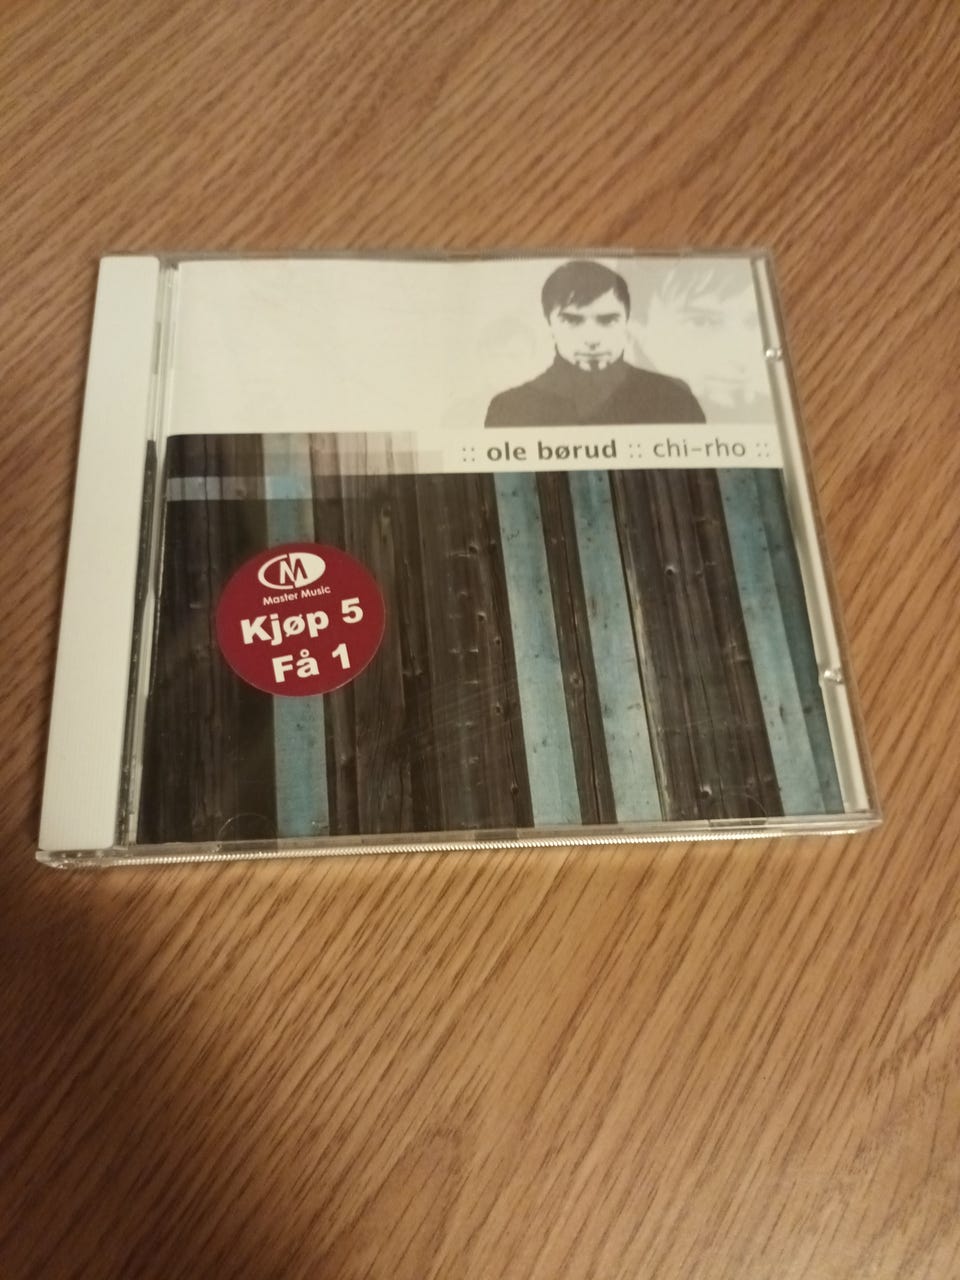 :: ole børud :: chi-rho ::
M
Master Music
Kjøp 5
Få 1